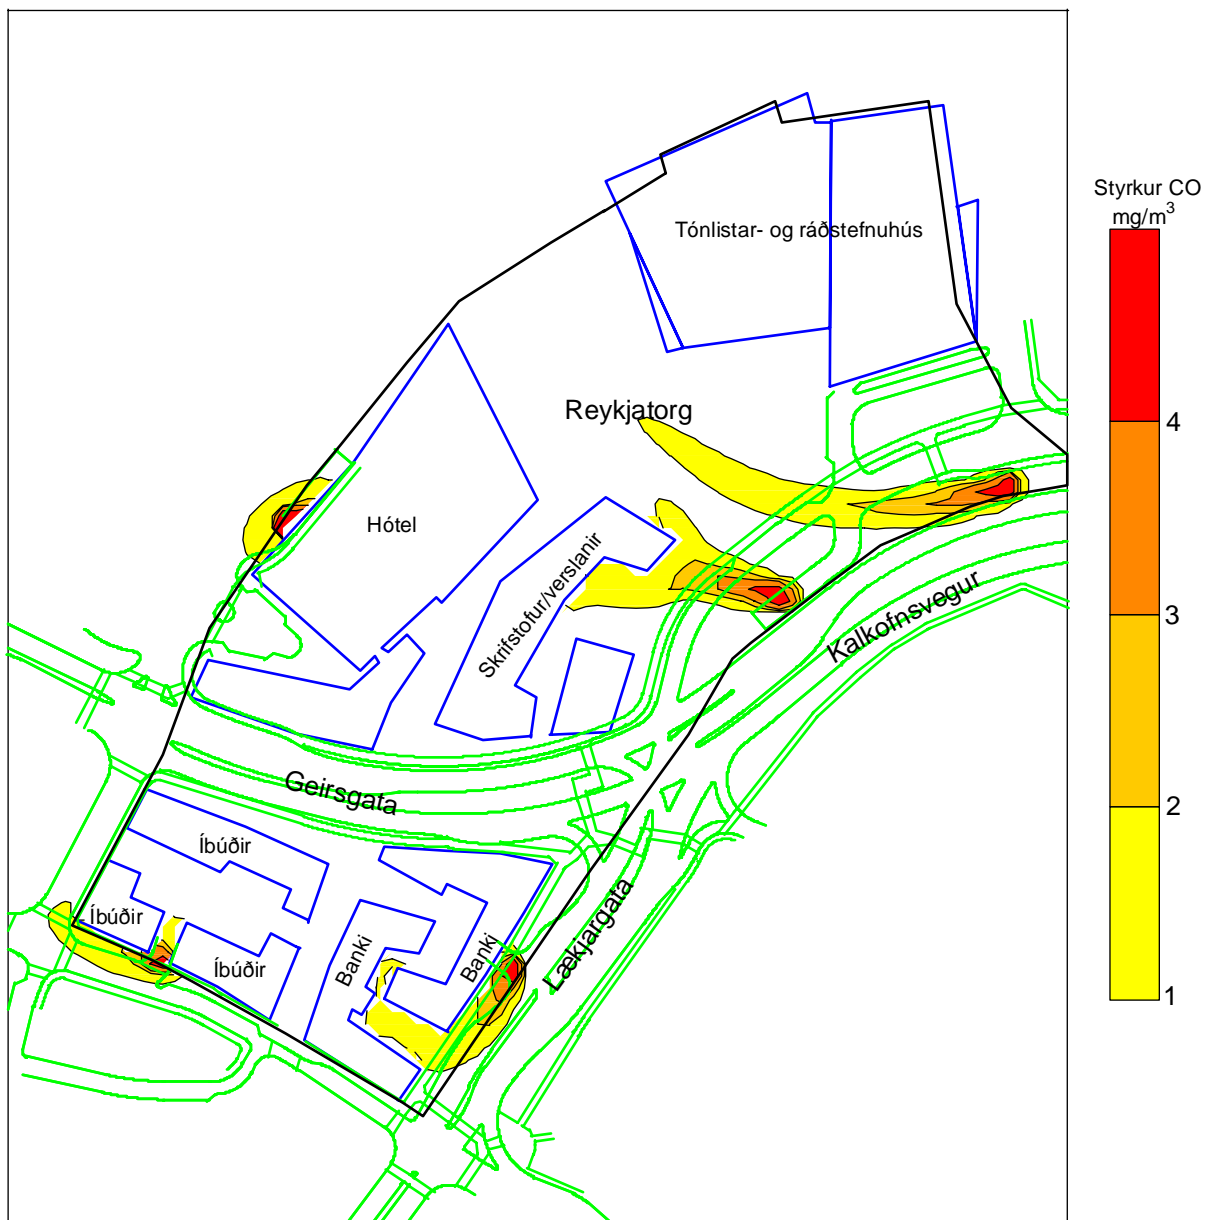 Styrkur CO
mg/m³
4
3
2
1
Tónlistar- og ráðstefnuhús
Reykjatorg
Hótel
Skrifstofur/verslanir
Kalkofnsvegur
Geirsgata
Lækjargata
Íbúðir
Íbúðir
Íbúðir
Banki
Banki